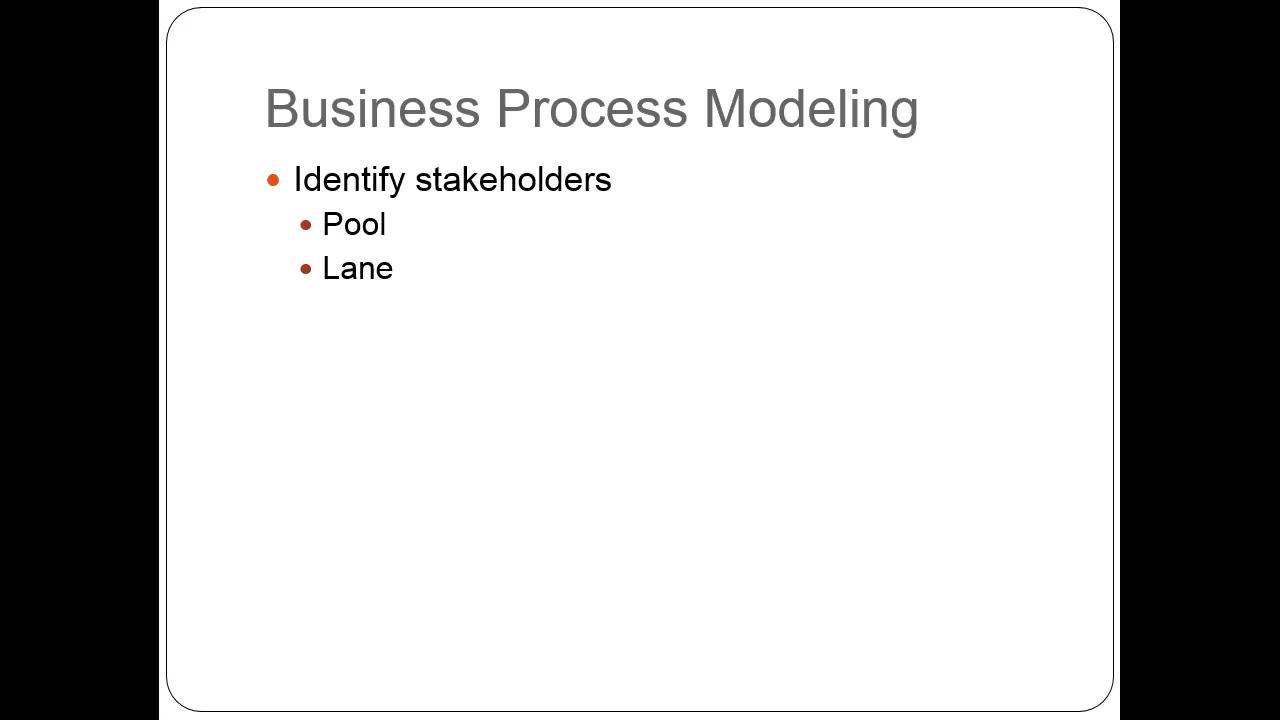 Business Process Modeling
Identify stakeholders
Pool
Lane